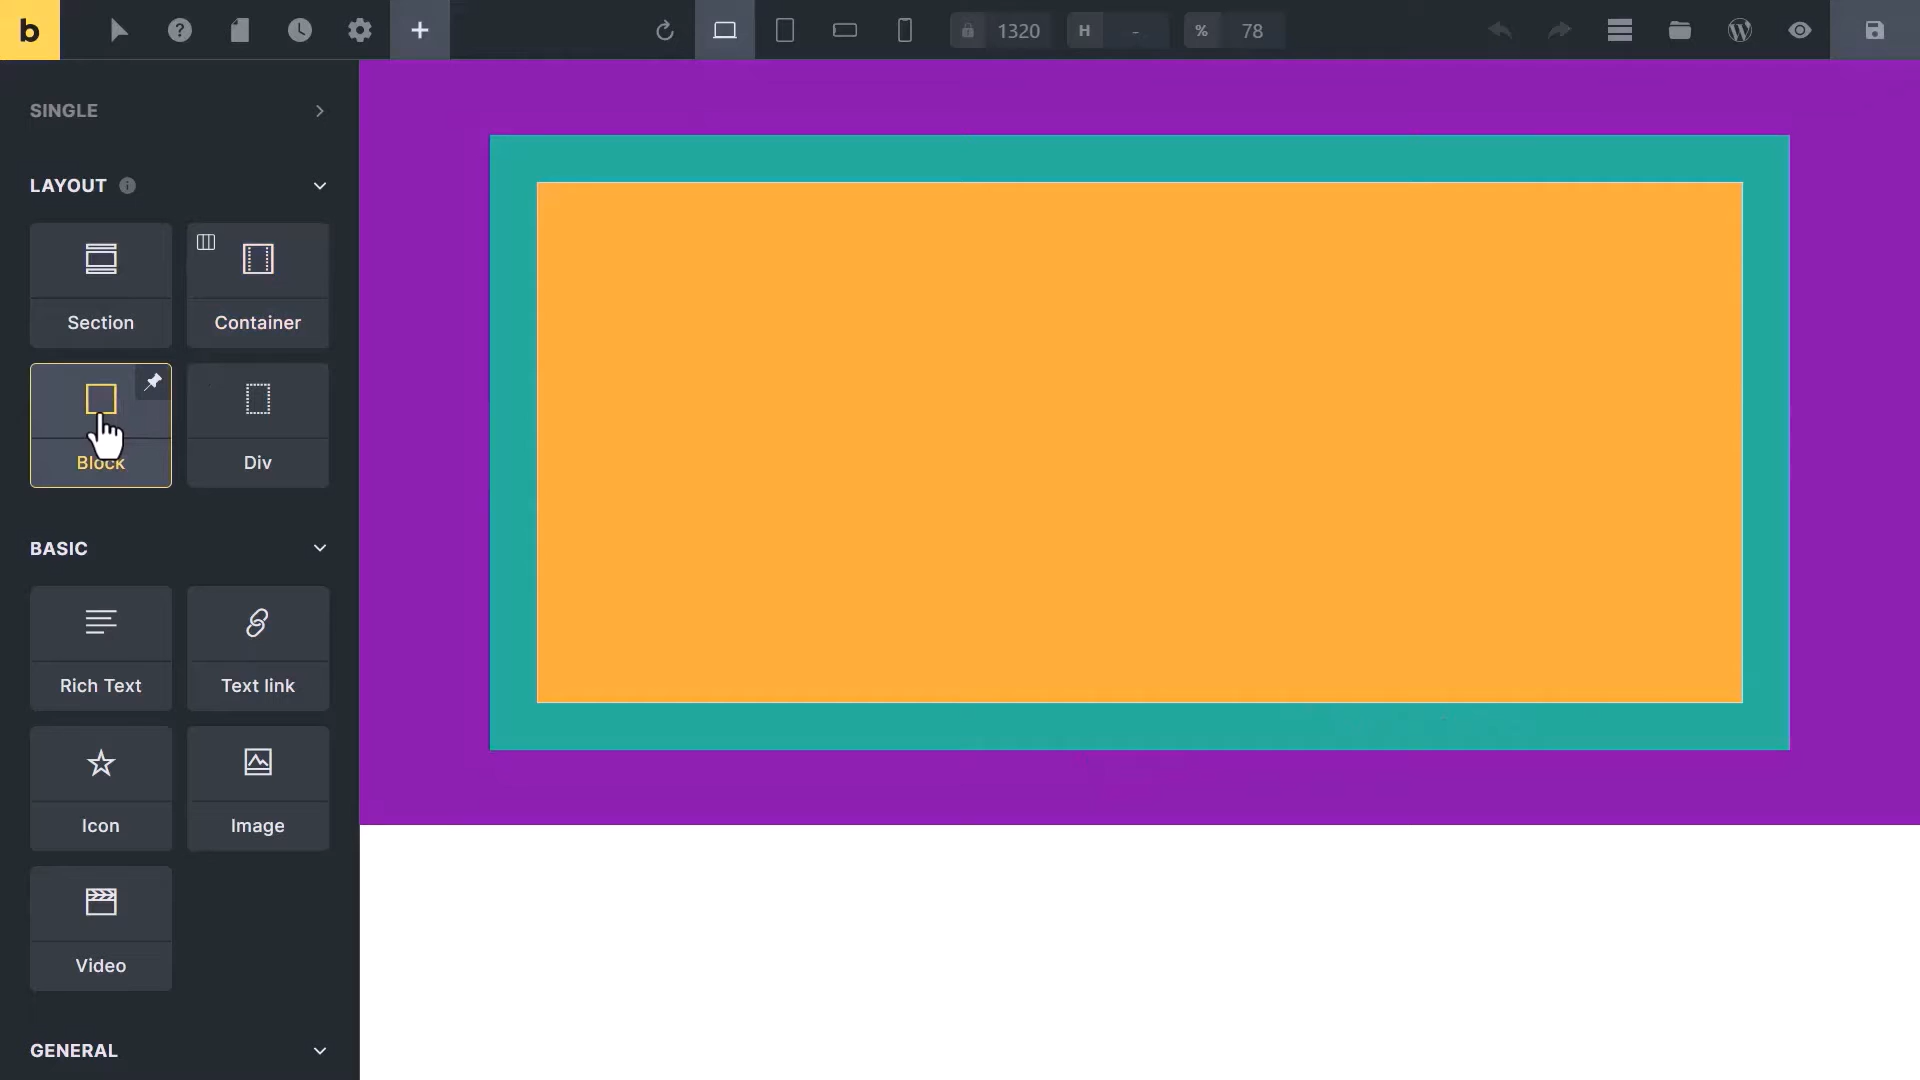 b ? 1320 H - % 78
SINGLE
LAYOUT
Section Container
Block Div
BASIC
Rich Text Text link
Icon Image
Video
GENERAL